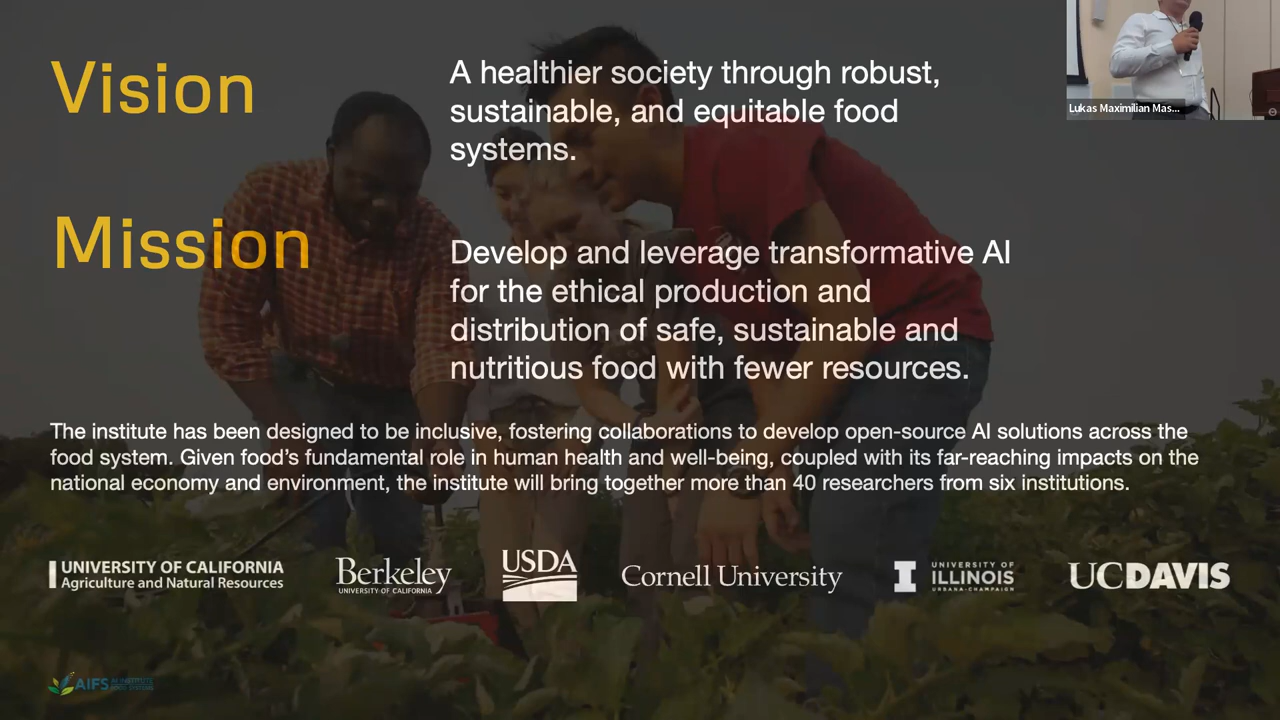 Vision
A healthier society through robust,
sustainable, and equitable food
systems.
Lukas Maximilian Mas...
Mission
Develop and leverage transformative AI
for the ethical production and
distribution of safe, sustainable and
nutritious food with fewer resources.
The institute has been designed to be inclusive, fostering collaborations to develop open-source AI solutions across the
food system. Given food's fundamental role in human health and well-being, coupled with its far-reaching impacts on the
national economy and environment, the institute will bring together more than 40 researchers from six institutions.
UNIVERSITY OF CALIFORNIA
Agriculture and Natural Resources
Berkeley
UNIVERSITY OF CALIFORNIA
USDA
Cornell University
I
UNIVERSITY OF
ILLINOIS
URBANA-CHAMPAIGN
UCDAVIS
AIFS
AI INSTITUTE
FOOD SYSTEMS